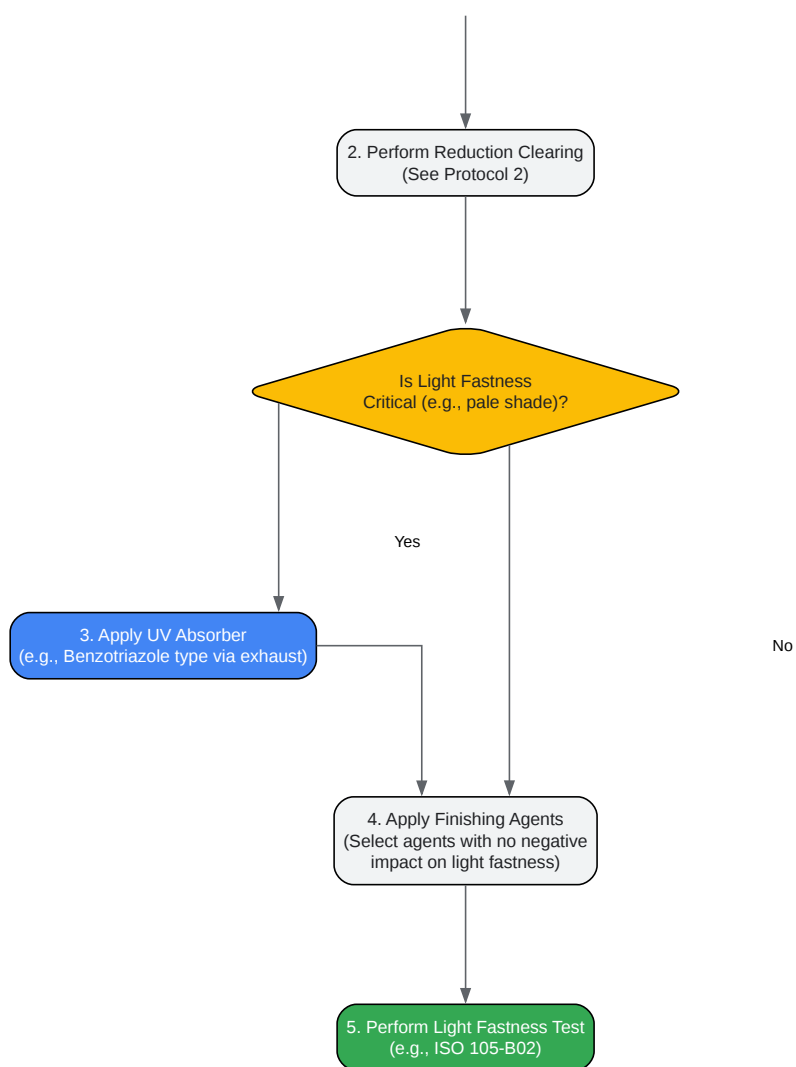 2. Perform Reduction Clearing
(See Protocol 2)
Is Light Fastness
Critical (e.g., pale shade)?
Yes
3. Apply UV Absorber
(e.g., Benzotriazole type via exhaust)
No
4. Apply Finishing Agents
(Select agents with no negative
impact on light fastness)
5. Perform Light Fastness Test
(e.g., ISO 105-B02)